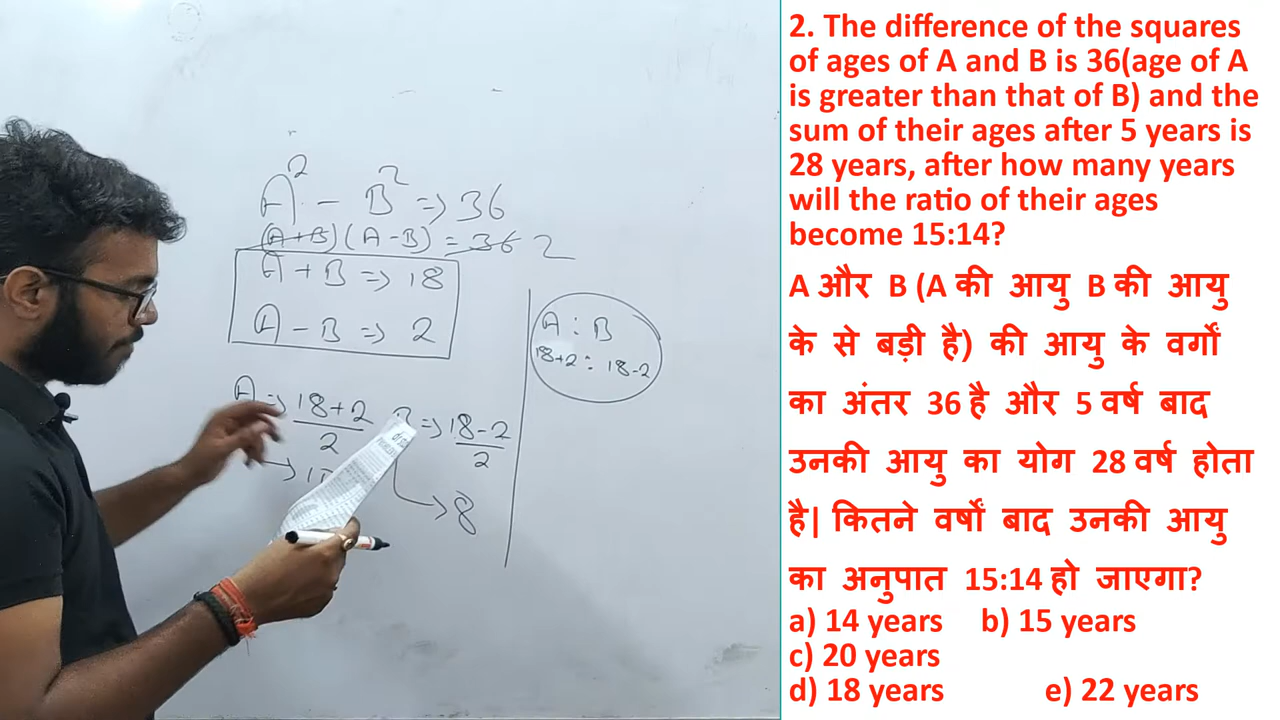 A² - B² => 36
(A+B)(A-B) = 36 2
A + B => 18
A - B => 2
A : B
18+2 : 18-2
A => 18+2/2 B => 18-2/2
→ 8
2. The difference of the squares
of ages of A and B is 36(age of A
is greater than that of B) and the
sum of their ages after 5 years is
28 years, after how many years
will the ratio of their ages
become 15:14?
A और B (A की आयु B की आयु
के से बड़ी है) की आयु के वर्गों
का अंतर 36 है और 5 वर्ष बाद
उनकी आयु का योग 28 वर्ष होता
है| कितने वर्षों बाद उनकी आयु
का अनुपात 15:14 हो जाएगा?
a) 14 years b) 15 years
c) 20 years
d) 18 years e) 22 years